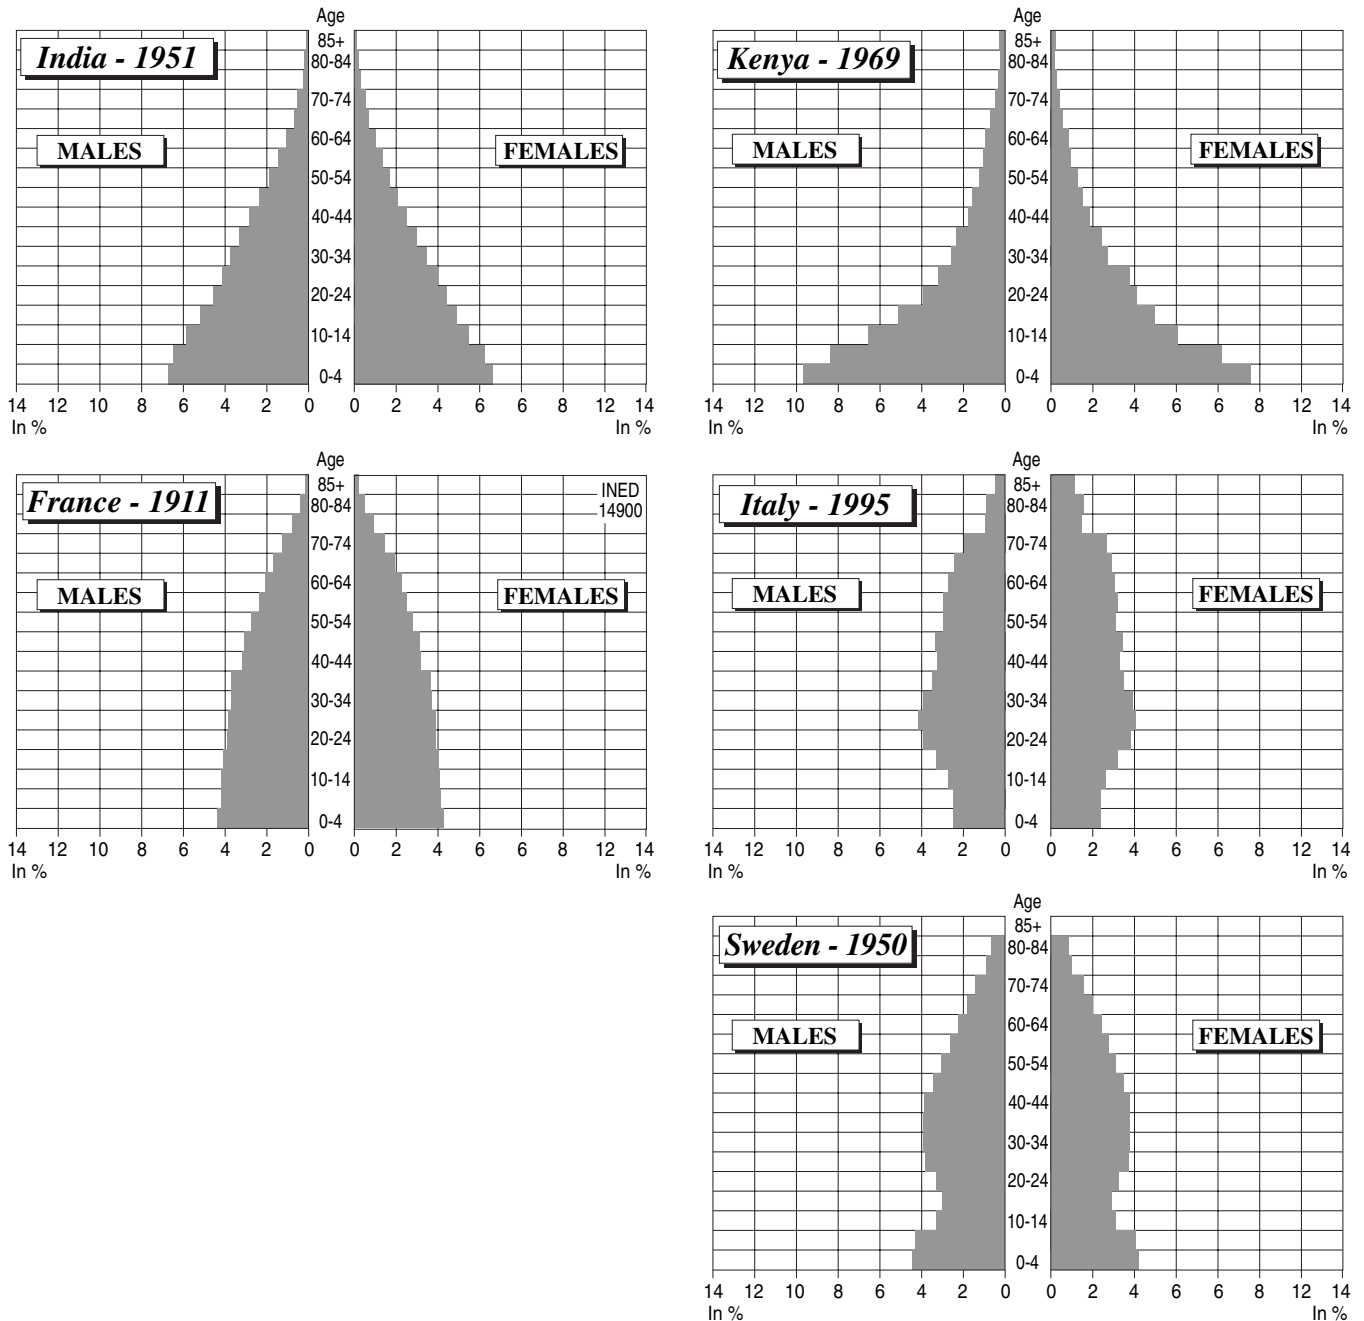 Age
India - 1951
85+
80-84
70-74
60-64
50-54
40-44
30-34
20-24
10-14
0-4
MALES
FEMALES
14 12 10 8 6 4 2 0 0 2 4 6 8 10 12 14
In % In %
Age
Kenya - 1969
85+
80-84
70-74
60-64
50-54
40-44
30-34
20-24
10-14
0-4
MALES
FEMALES
14 12 10 8 6 4 2 0 0 2 4 6 8 6 12 14
In % In %
Age
France - 1911
85+
80-84
70-74
60-64
50-54
40-44
30-34
20-24
10-14
0-4
INED
14900
MALES
FEMALES
14 12 10 8 6 4 2 0 0 2 4 6 8 10 12 14
In % In %
Age
Italy - 1995
85+
80-84
70-74
60-64
50-54
40-44
30-34
20-24
10-14
0-4
MALES
FEMALES
14 12 10 8 6 4 2 0 0 2 4 6 6 8 12 14
In % In %
Age
Sweden - 1950
85+
80-84
70-74
60-64
50-54
40-44
30-34
20-24
10-14
0-4
MALES
FEMALES
14 12 10 8 6 4 2 0 0 2 4 6 6 8 12 14
In % In %